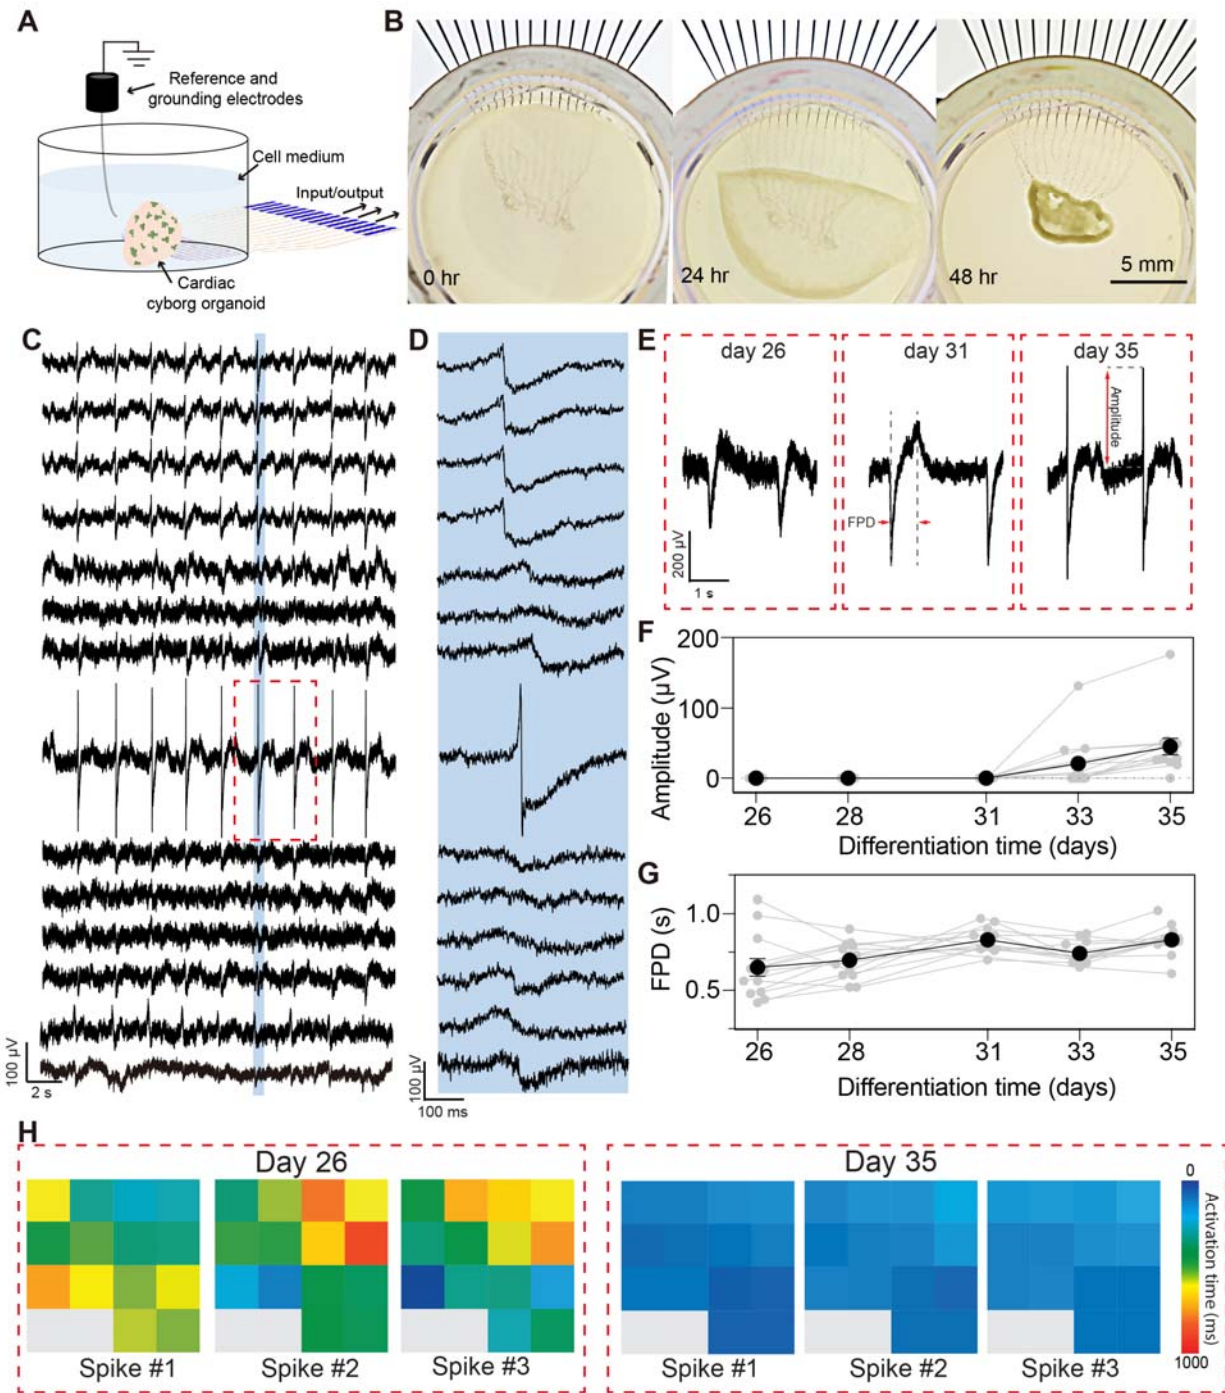 A
Reference and
grounding electrodes
Cell medium
Input/output
Cardiac
cyborg organoid
B
0 hr
24 hr
48 hr
5 mm
C
100 µV
2 s
D
100 µV
100 ms
E
day 26
day 31
day 35
FPD
Amplitude
200 µV
1 s
F
Amplitude (µV)
200
100
0
26
28
31
33
35
Differentiation time (days)
G
FPD (s)
1.0
0.5
26
28
31
33
35
Differentiation time (days)
H
Day 26
Spike #1
Spike #2
Spike #3
Day 35
Spike #1
Spike #2
Spike #3
0
Activation time (ms)
1000